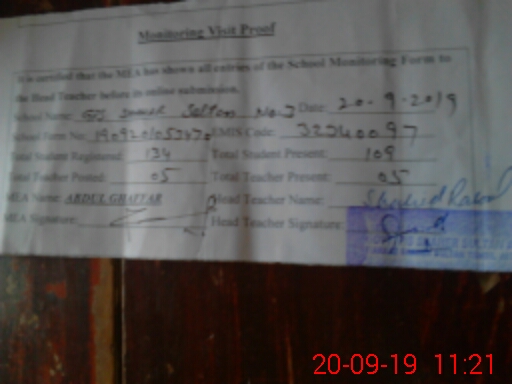 Monitoring Visit Proof
It is certified that the MEA has shown all entries of the School Monitoring Form to
the Head Teacher before its online submission.
School Name: No. Date: 20-9-2019
School Form No: EMIS Code: 32340097
Total Student Registered: 134 Total Student Present: 109
Total Teacher Posted: 05 Total Teacher Present: 05
MEA Name: ABDUL GHAFFAR Head Teacher Name:
MEA Signature: Head Teacher Signature:
20-09-19 11:21